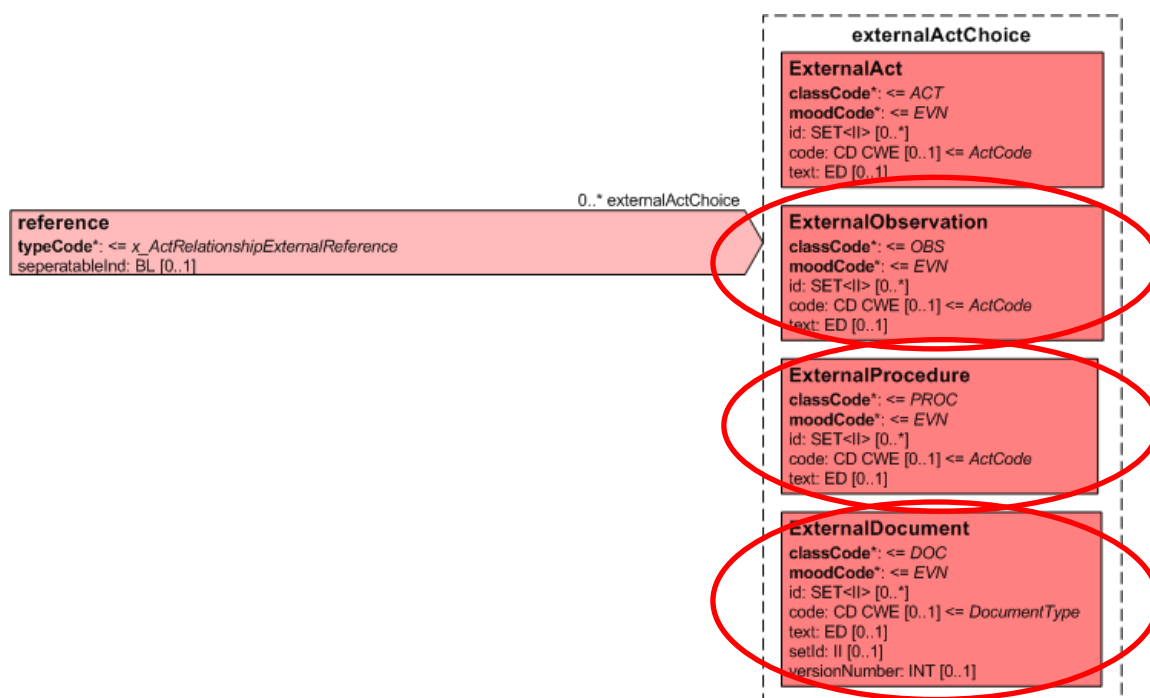 externalActChoice
ExternalAct
classCode*: <= ACT
moodCode*: <= EVN
id: SET<II> [0..*]
code: CD CWE [0..1] <= ActCode
text: ED [0..1]
0..* externalActChoice
reference
typeCode*: <= x_ActRelationshipExternalReference
seperatableInd: BL [0..1]
ExternalObservation
classCode*: <= OBS
moodCode*: <= EVN
id: SET<II> [0..*]
code: CD CWE [0..1] <= ActCode
text: ED [0..1]
ExternalProcedure
classCode*: <= PROC
moodCode*: <= EVN
id: SET<II> [0..*]
code: CD CWE [0..1] <= ActCode
text: ED [0..1]
ExternalDocument
classCode*: <= DOC
moodCode*: <= EVN
id: SET<II> [0..*]
code: CD CWE [0..1] <= DocumentType
text: ED [0..1]
setId: II [0..1]
versionNumber: INT [0..1]